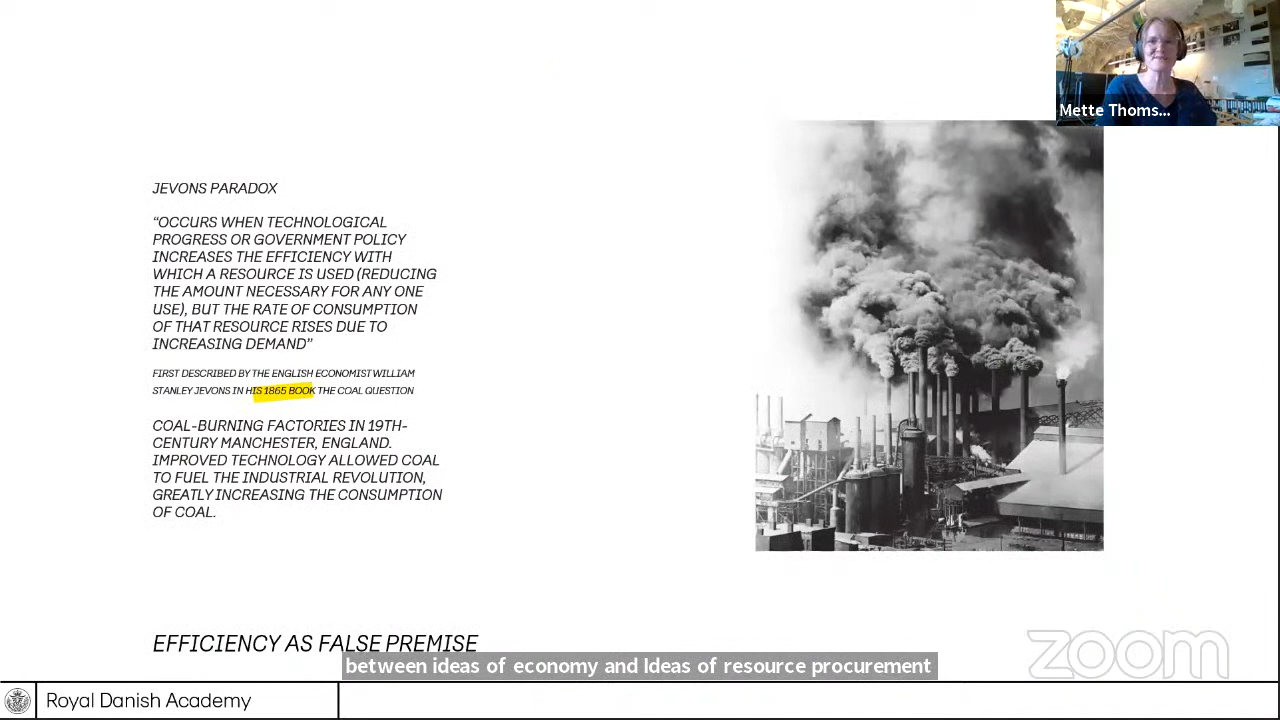 Mette Thoms...
JEVONS PARADOX
“OCCURS WHEN TECHNOLOGICAL
PROGRESS OR GOVERNMENT POLICY
INCREASES THE EFFICIENCY WITH
WHICH A RESOURCE IS USED (REDUCING
THE AMOUNT NECESSARY FOR ANY ONE
USE), BUT THE RATE OF CONSUMPTION
OF THAT RESOURCE RISES DUE TO
INCREASING DEMAND”
FIRST DESCRIBED BY THE ENGLISH ECONOMIST WILLIAM
STANLEY JEVONS IN HIS 1865 BOOK THE COAL QUESTION
COAL-BURNING FACTORIES IN 19TH-
CENTURY MANCHESTER, ENGLAND.
IMPROVED TECHNOLOGY ALLOWED COAL
TO FUEL THE INDUSTRIAL REVOLUTION,
GREATLY INCREASING THE CONSUMPTION
OF COAL.
EFFICIENCY AS FALSE PREMISE
zoom
between ideas of economy and Ideas of resource procurement
Royal Danish Academy